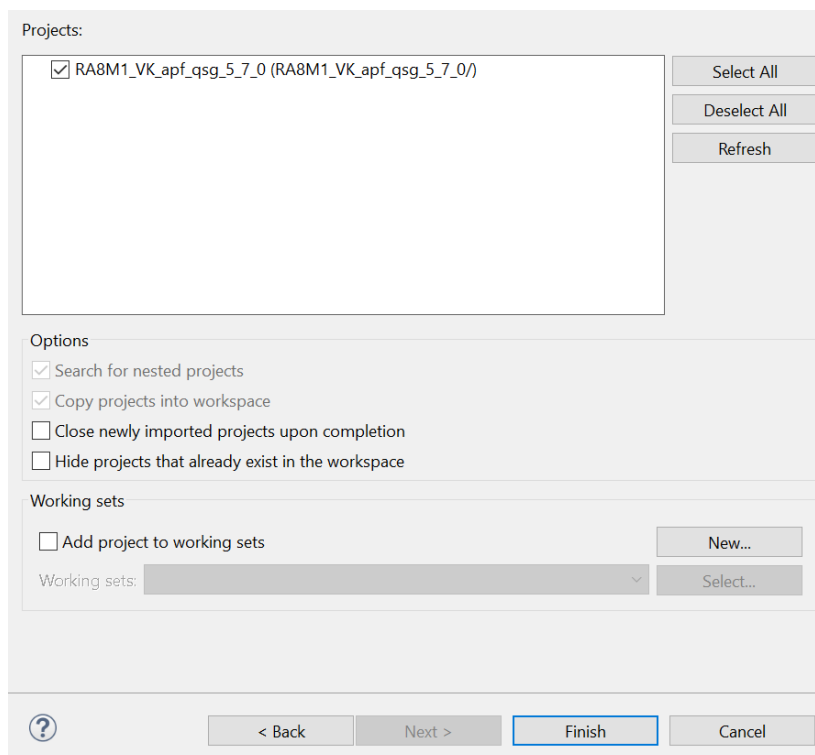 Projects:
RA8M1_VK_apf_qsg_5_7_0 (RA8M1_VK_apf_qsg_5_7_0/)
Select All
Deselect All
Refresh
Options
Search for nested projects
Copy projects into workspace
Close newly imported projects upon completion
Hide projects that already exist in the workspace
Working sets
Add project to working sets
New...
Working sets:
Select...
?
< Back
Next >
Finish
Cancel